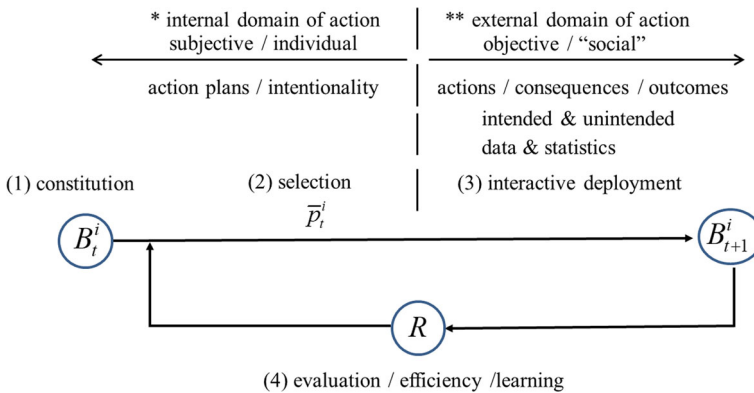 * internal domain of action
subjective / individual
** external domain of action
objective / “social”
action plans / intentionality
actions / consequences / outcomes
intended & unintended
data & statistics
(1) constitution
(2) selection
(3) interactive deployment
p̅ᵢₜ
Bᵢₜ
Bᵢₜ₊₁
R
(4) evaluation / efficiency /learning